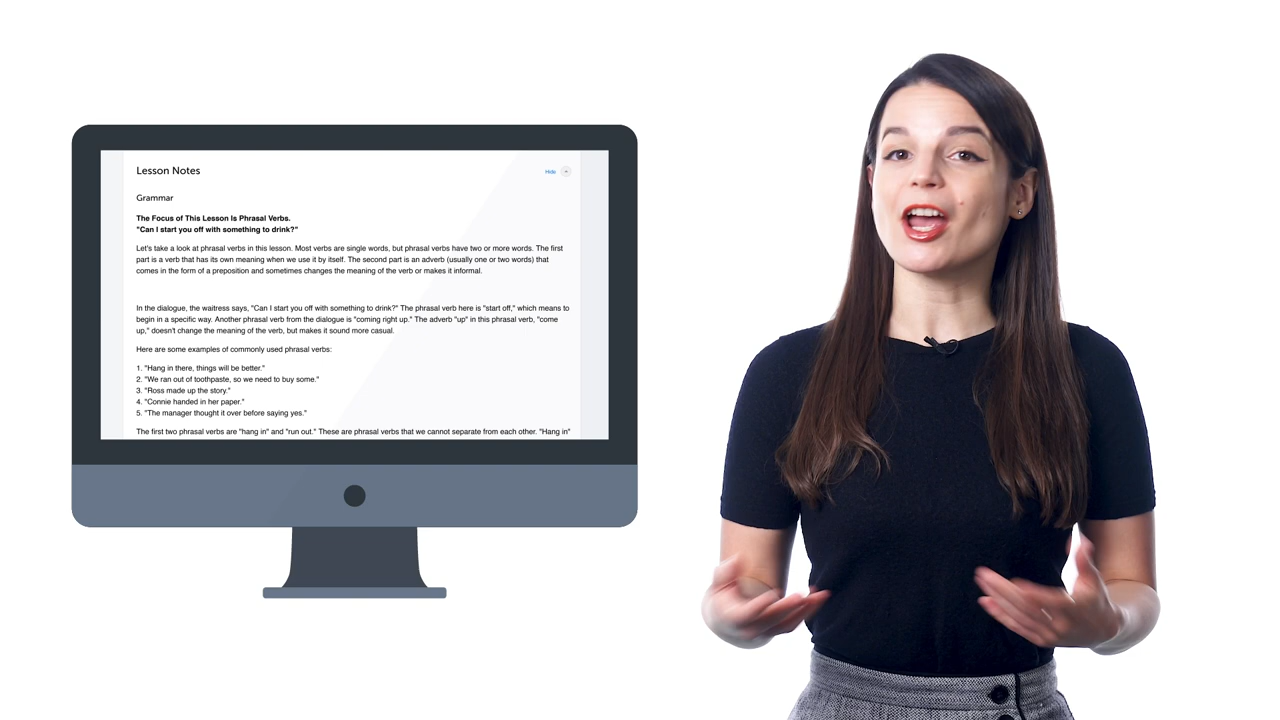 Lesson Notes
Hide
Grammar
The Focus of This Lesson Is Phrasal Verbs.
"Can I start you off with something to drink?"
Let's take a look at phrasal verbs in this lesson. Most verbs are single words, but phrasal verbs have two or more words. The first
part is a verb that has its own meaning when we use it by itself. The second part is an adverb (usually one or two words) that
comes in the form of a preposition and sometimes changes the meaning of the verb or makes it informal.
In the dialogue, the waitress says, "Can I start you off with something to drink?" The phrasal verb here is "start off," which means to
begin in a specific way. Another phrasal verb from the dialogue is "coming right up." The adverb "up" in this phrasal verb, "come
up," doesn't change the meaning of the verb, but makes it sound more casual.
Here are some examples of commonly used phrasal verbs:
1. "Hang in there, things will be better."
2. "We ran out of toothpaste, so we need to buy some."
3. "Ross made up the story."
4. "Connie handed in her paper."
5. "The manager thought it over before saying yes."
The first two phrasal verbs are "hang in" and "run out." These are phrasal verbs that we cannot separate from each other. "Hang in"